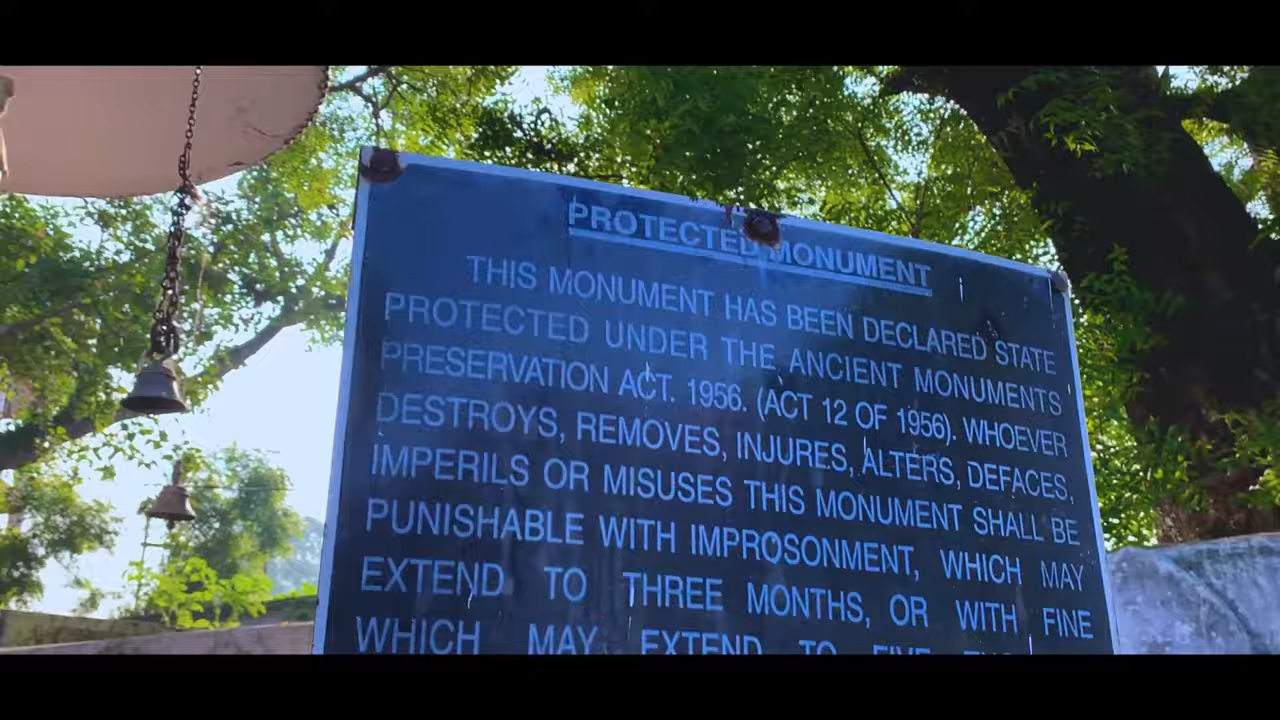 PROTECTED MONUMENT
THIS MONUMENT HAS BEEN DECLARED STATE
PROTECTED UNDER THE ANCIENT MONUMENTS
PRESERVATION ACT. 1956. (ACT 12 OF 1956). WHOEVER
DESTROYS, REMOVES, INJURES, ALTERS, DEFACES,
IMPERILS OR MISUSES THIS MONUMENT SHALL BE
PUNISHABLE WITH IMPROSONMENT, WHICH MAY
EXTEND TO THREE MONTHS, OR WITH FINE
WHICH MAY EXTEND TO FIVE